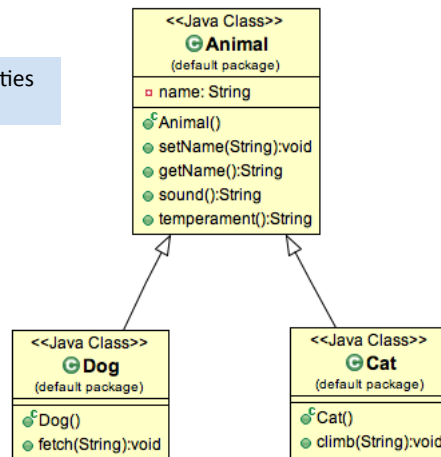 ties
<<Java Class>>
Animal
(default package)
name: String
Animal()
setName(String):void
getName():String
sound():String
temperament():String
<<Java Class>>
Dog
(default package)
Dog()
fetch(String):void
<<Java Class>>
Cat
(default package)
Cat()
climb(String):void